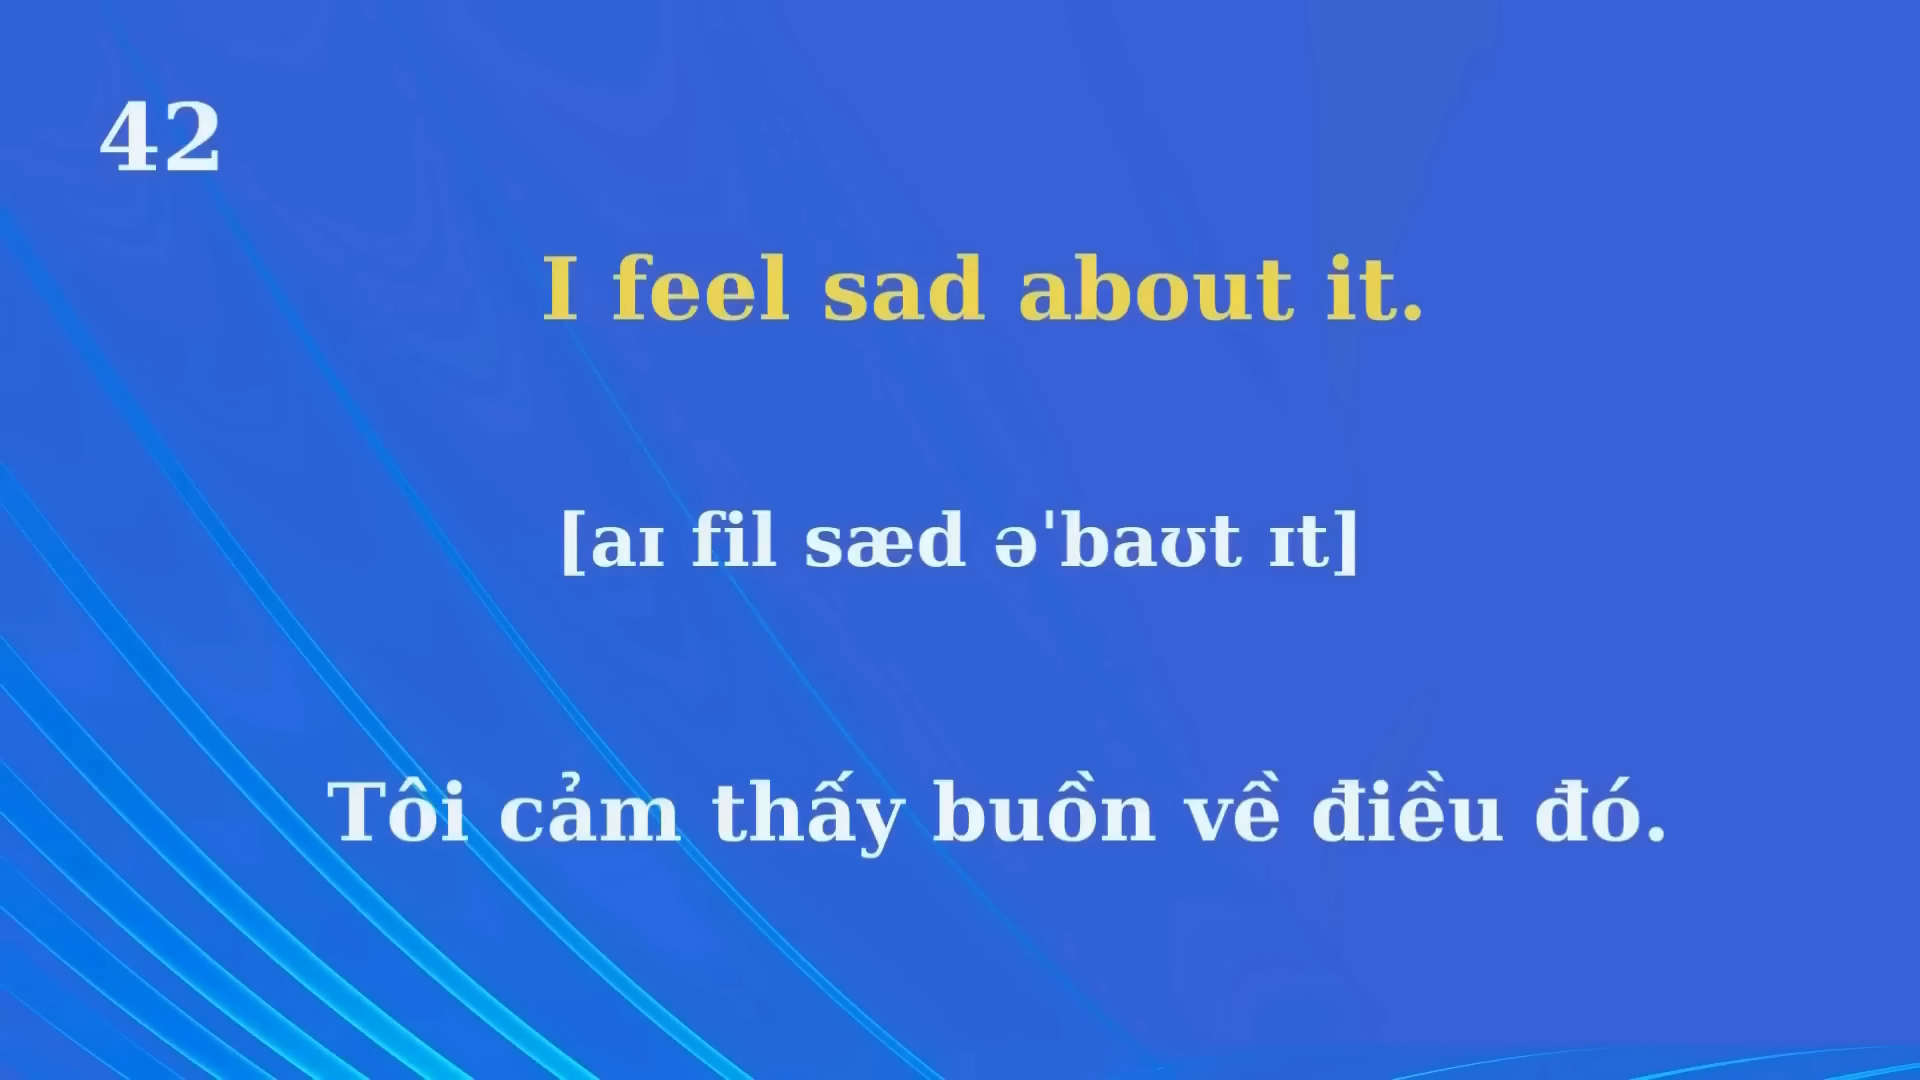 42
I feel sad about it.
[aɪ fil sæd əˈbaʊt ɪt]
Tôi cảm thấy buồn về điều đó.